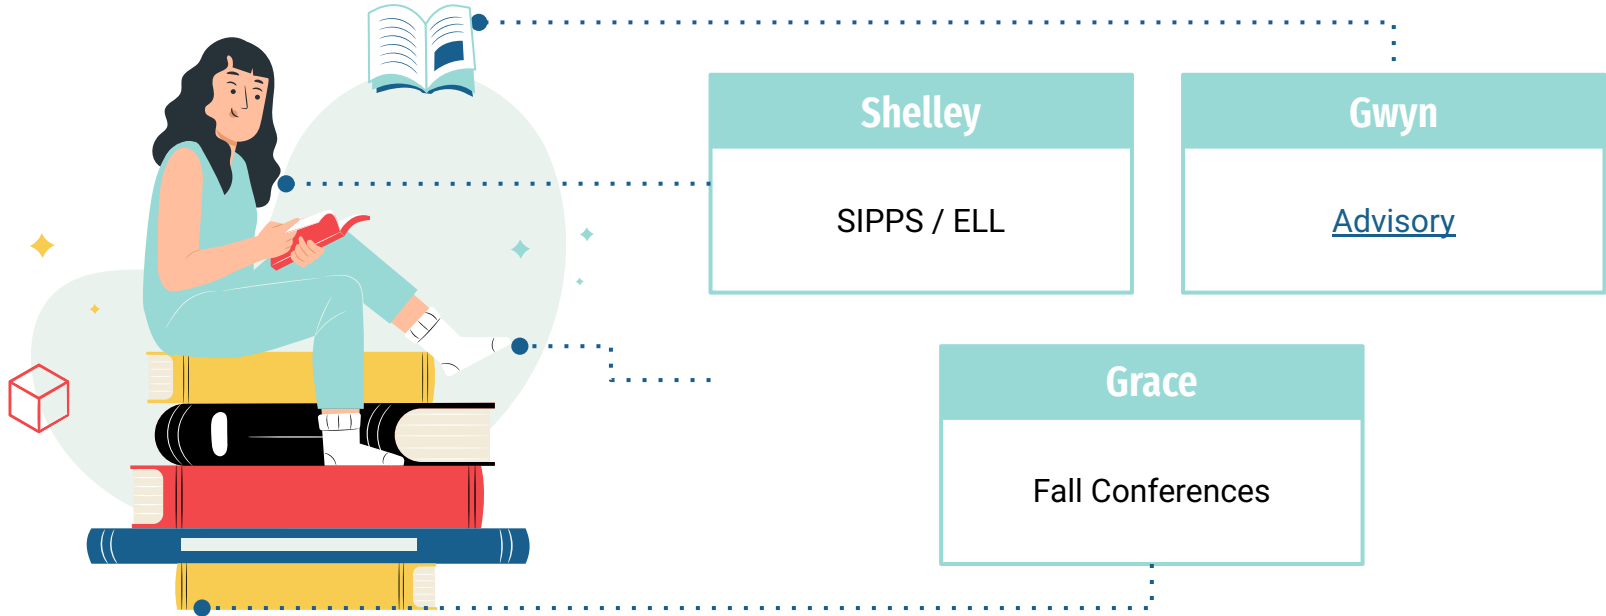 Shelley
SIPPS / ELL
Gwyn
Advisory
Grace
Fall Conferences